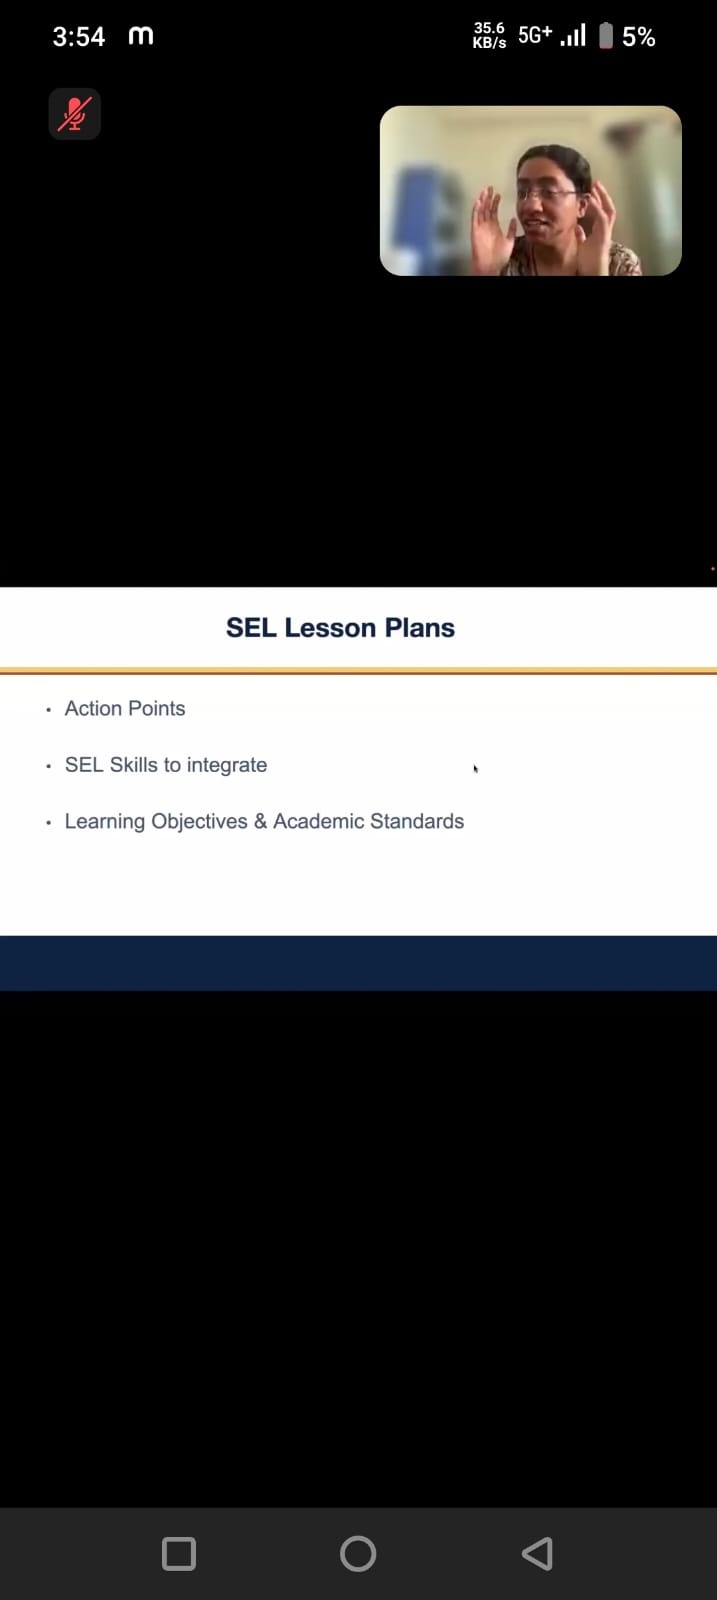 3:54 m
35.6
KB/s
5G+
5%
SEL Lesson Plans
• Action Points
• SEL Skills to integrate
• Learning Objectives & Academic Standards